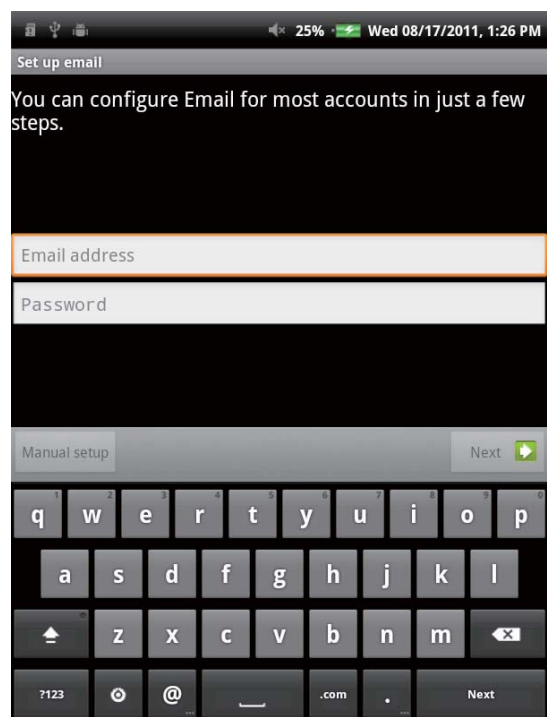 25% Wed 08/17/2011, 1:26 PM
Set up email
You can configure Email for most accounts in just a few
steps.
Email address
Password
Manual setup Next
1 2 3 4 5 6 7 8 9 0
q w e r t y u i o p
a s d f g h j k l
z x c v b n m
?123 @ .com . Next